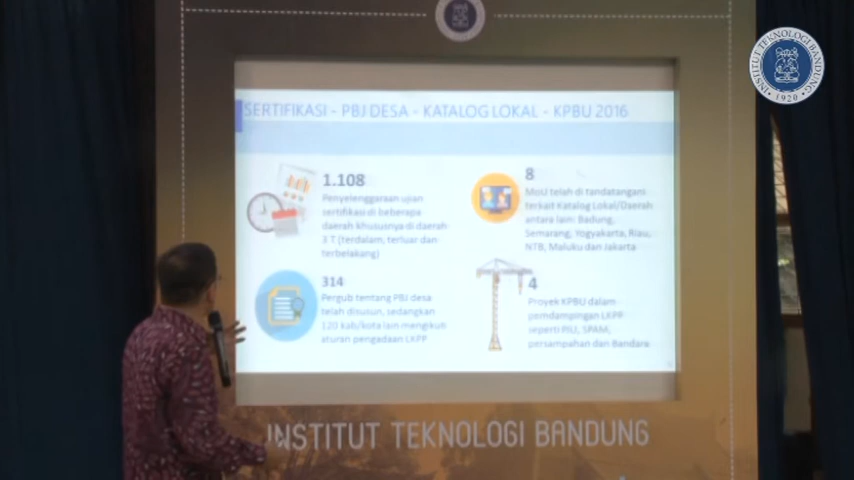 INSTITUT TEKNOLOGI BANDUNG
1920
SERTIFIKASI - PBJ DESA - KATALOG LOKAL - KPBU 2016
1.108
Penyelenggaraan ujian
sertifikasi di beberapa
daerah khususnya di daerah
3 T (terdalam, terluar dan
terbelakang)
8
MoU telah di tandatangani
terkait Katalog Lokal/Daerah
antara lain: Badung,
Semarang, Yogyakarta, Riau,
NTB, Maluku dan Jakarta
314
Pergub tentang PBJ desa
telah disusun, sedangkan
120 kab/kota lain mengikuti
aturan pengadaan LKPP
4
Proyek KPBU dalam
pemdampingan LKPP
seperti PJU, SPAM,
persampahan dan Bandara
INSTITUT TEKNOLOGI BANDUNG